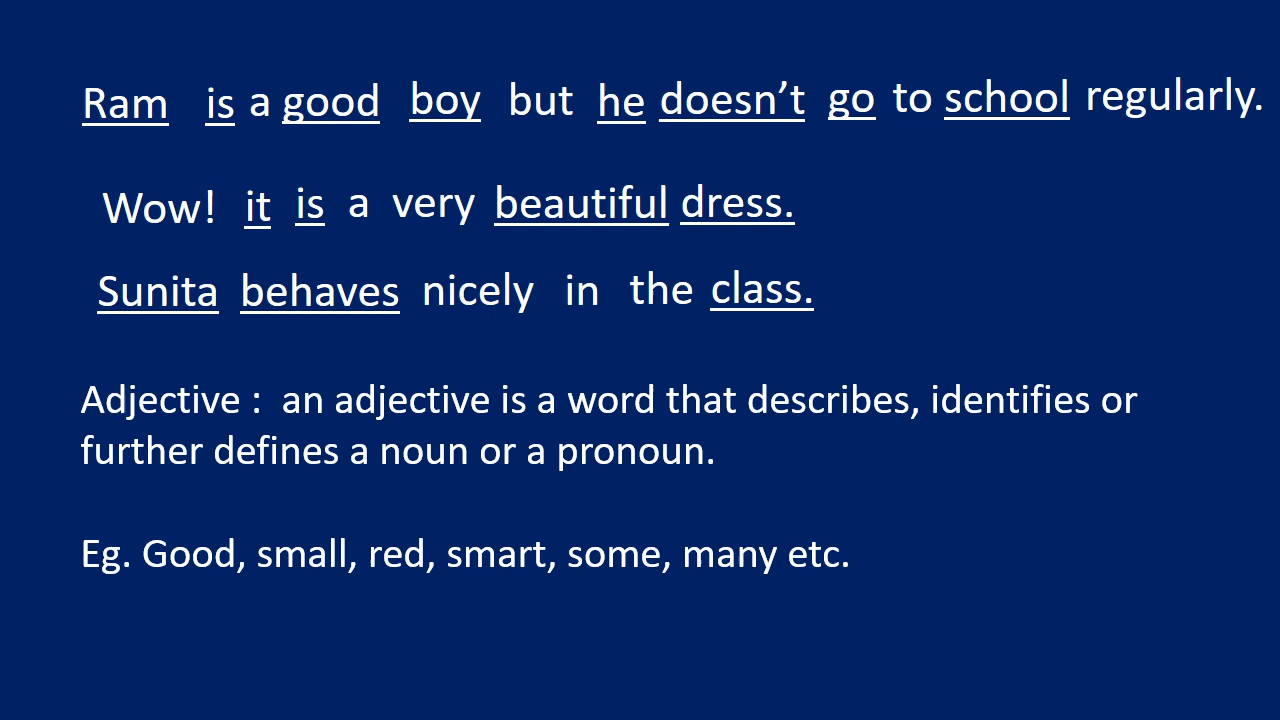 Ram is a good boy but he doesn’t go to school regularly.
Wow! it is a very beautiful dress.
Sunita behaves nicely in the class.
Adjective : an adjective is a word that describes, identifies or
further defines a noun or a pronoun.
Eg. Good, small, red, smart, some, many etc.